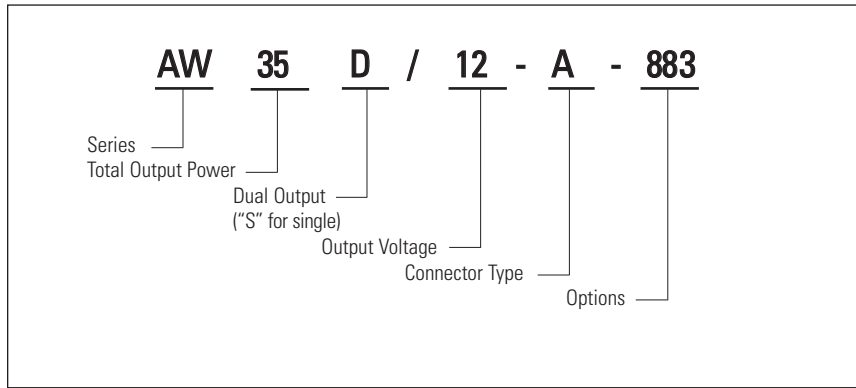 AW 35 D / 12 - A - 883
Series
Total Output Power
Dual Output
(“S” for single)
Output Voltage
Connector Type
Options